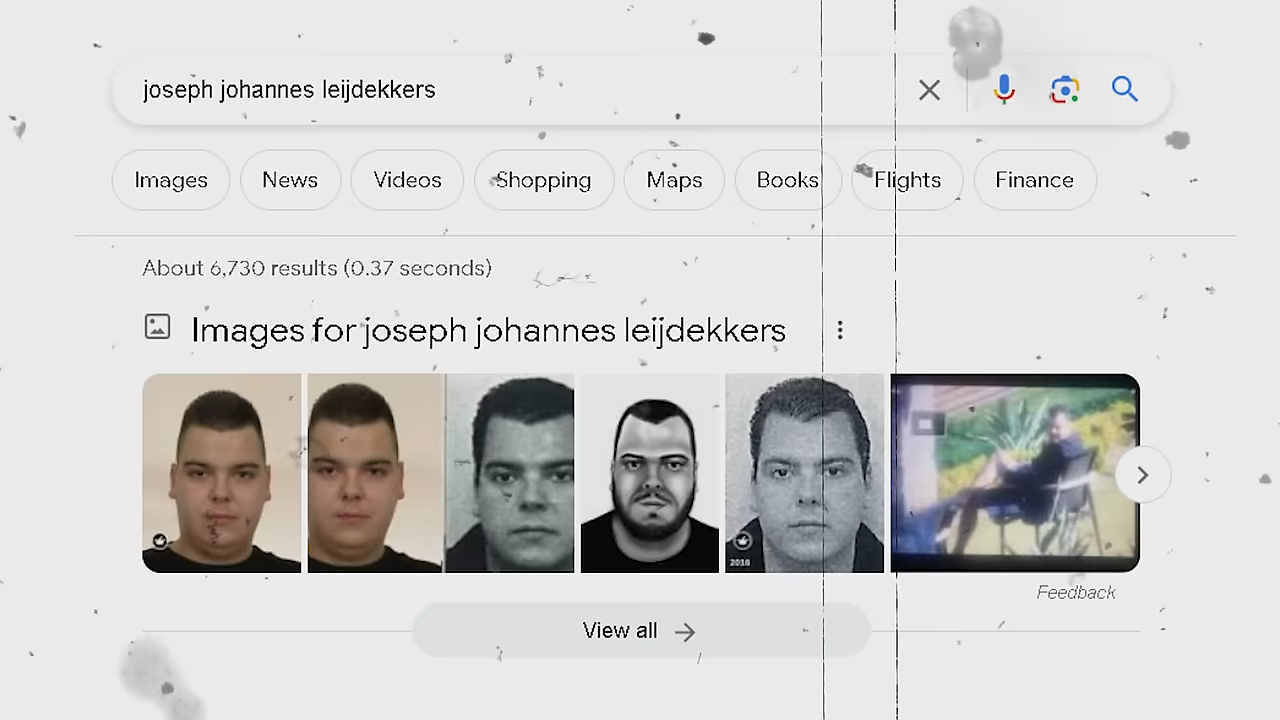 joseph johannes leijdekkers
Images News Videos Shopping Maps Books Flights Finance
About 6,730 results (0.37 seconds)
Images for joseph johannes leijdekkers
2016
Feedback
View all